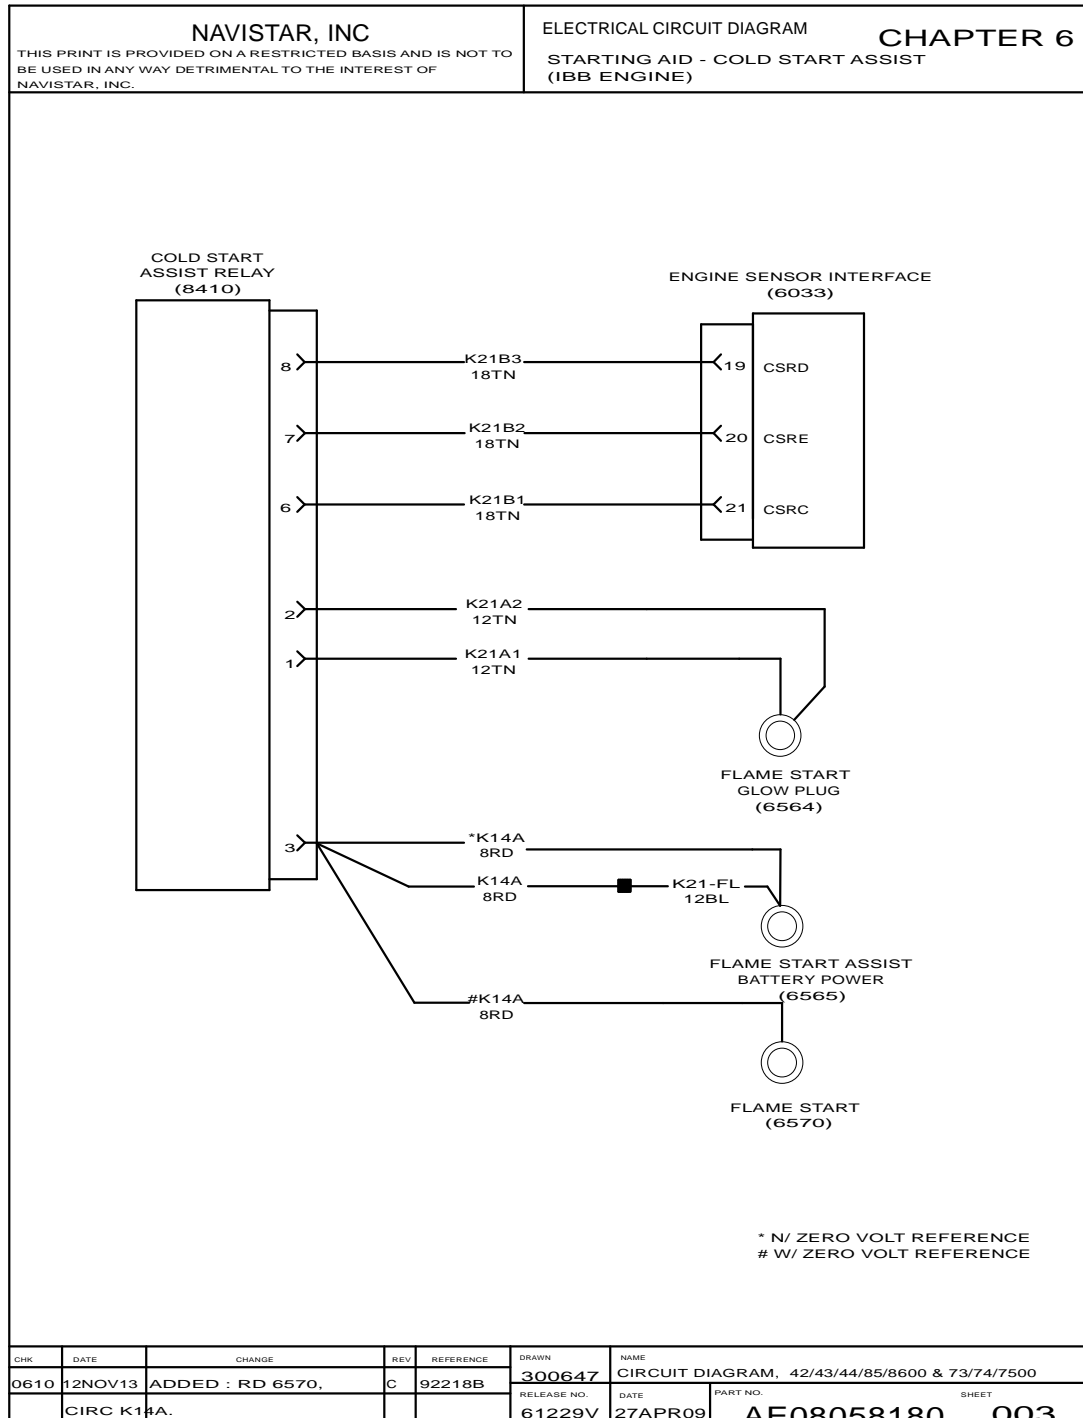 NAVISTAR, INC
THIS PRINT IS PROVIDED ON A RESTRICTED BASIS AND IS NOT TO
BE USED IN ANY WAY DETRIMENTAL TO THE INTEREST OF
NAVISTAR, INC.
ELECTRICAL CIRCUIT DIAGRAM
CHAPTER 6
STARTING AID - COLD START ASSIST
(IBB ENGINE)
COLD START
ASSIST RELAY
(8410)
ENGINE SENSOR INTERFACE
(6033)
8
K21B3
18TN
19
CSRD
7
K21B2
18TN
20
CSRE
6
K21B1
18TN
21
CSRC
2
K21A2
12TN
1
K21A1
12TN
FLAME START
GLOW PLUG
(6564)
3
*K14A
8RD
K14A
8RD
K21-FL
12BL
FLAME START ASSIST
BATTERY POWER
(6565)
#K14A
8RD
FLAME START
(6570)
* N/ ZERO VOLT REFERENCE
# W/ ZERO VOLT REFERENCE
CHK DATE CHANGE REV REFERENCE
0610 12NOV13 ADDED : RD 6570, C 92218B
CIRC K14A.
DRAWN
300647
NAME
CIRCUIT DIAGRAM, 42/43/44/85/8600 & 73/74/7500
RELEASE NO.
61229V
DATE
27APR09
PART NO.
AE08058180
SHEET
003